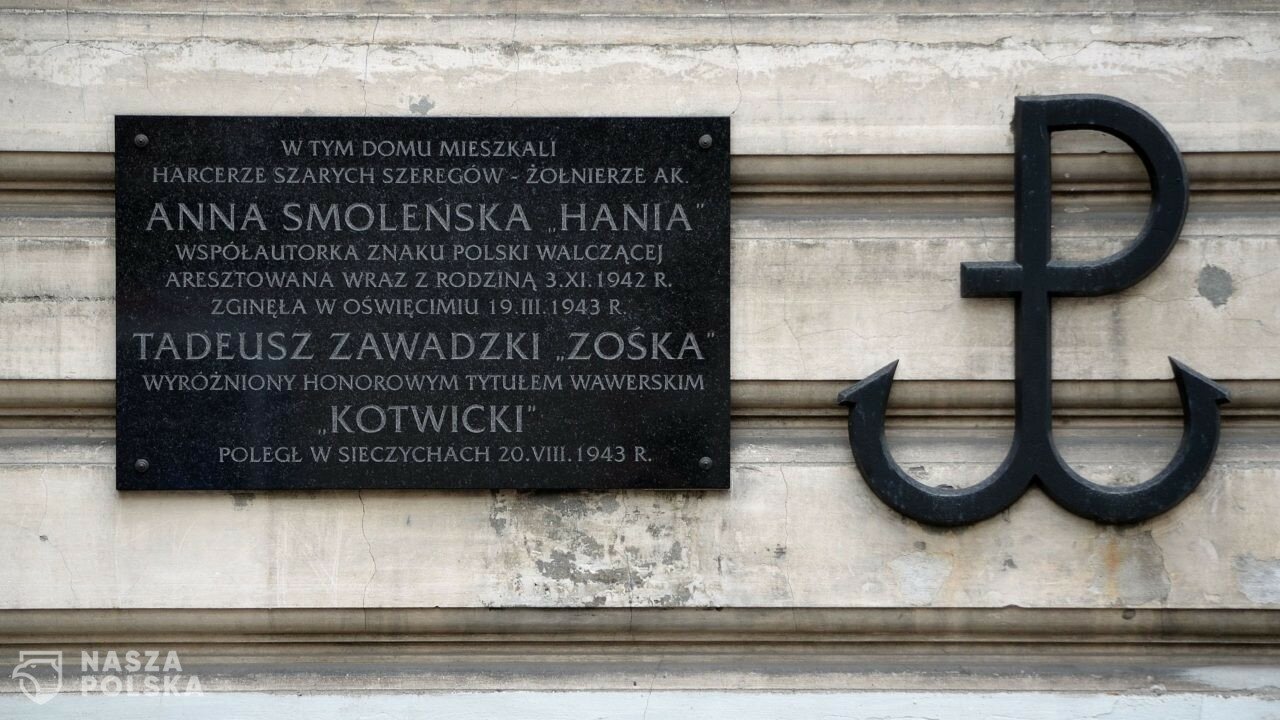 W TYM DOMU MIESZKALI
HARCERZE SZARYCH SZEREGÓW - ŻOŁNIERZE AK.
ANNA SMOLEŃSKA „HANIA”
WSPÓŁAUTORKA ZNAKU POLSKI WALCZĄCEJ
ARESZTOWANA WRAZ Z RODZINĄ 3.XI.1942 R.
ZGINĘŁA W OŚWIĘCIMIU 19.III.1943 R.
TADEUSZ ZAWADZKI „ZOŚKA”
WYRÓŻNIONY HONOROWYM TYTUŁEM WAWERSKIM
„KOTWICKI”
POLEGŁ W SIECZYCHACH 20.VIII.1943 R.
NASZA
POLSKA